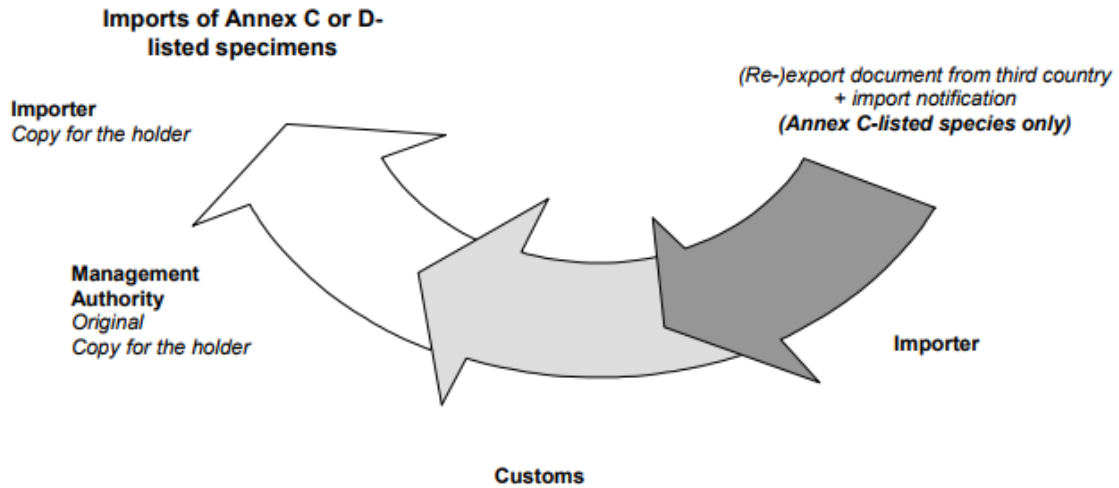 Imports of Annex C or D-
listed specimens
(Re-)export document from third country
+ import notification
(Annex C-listed species only)
Importer
Copy for the holder
Management
Authority
Original
Copy for the holder
Importer
Customs